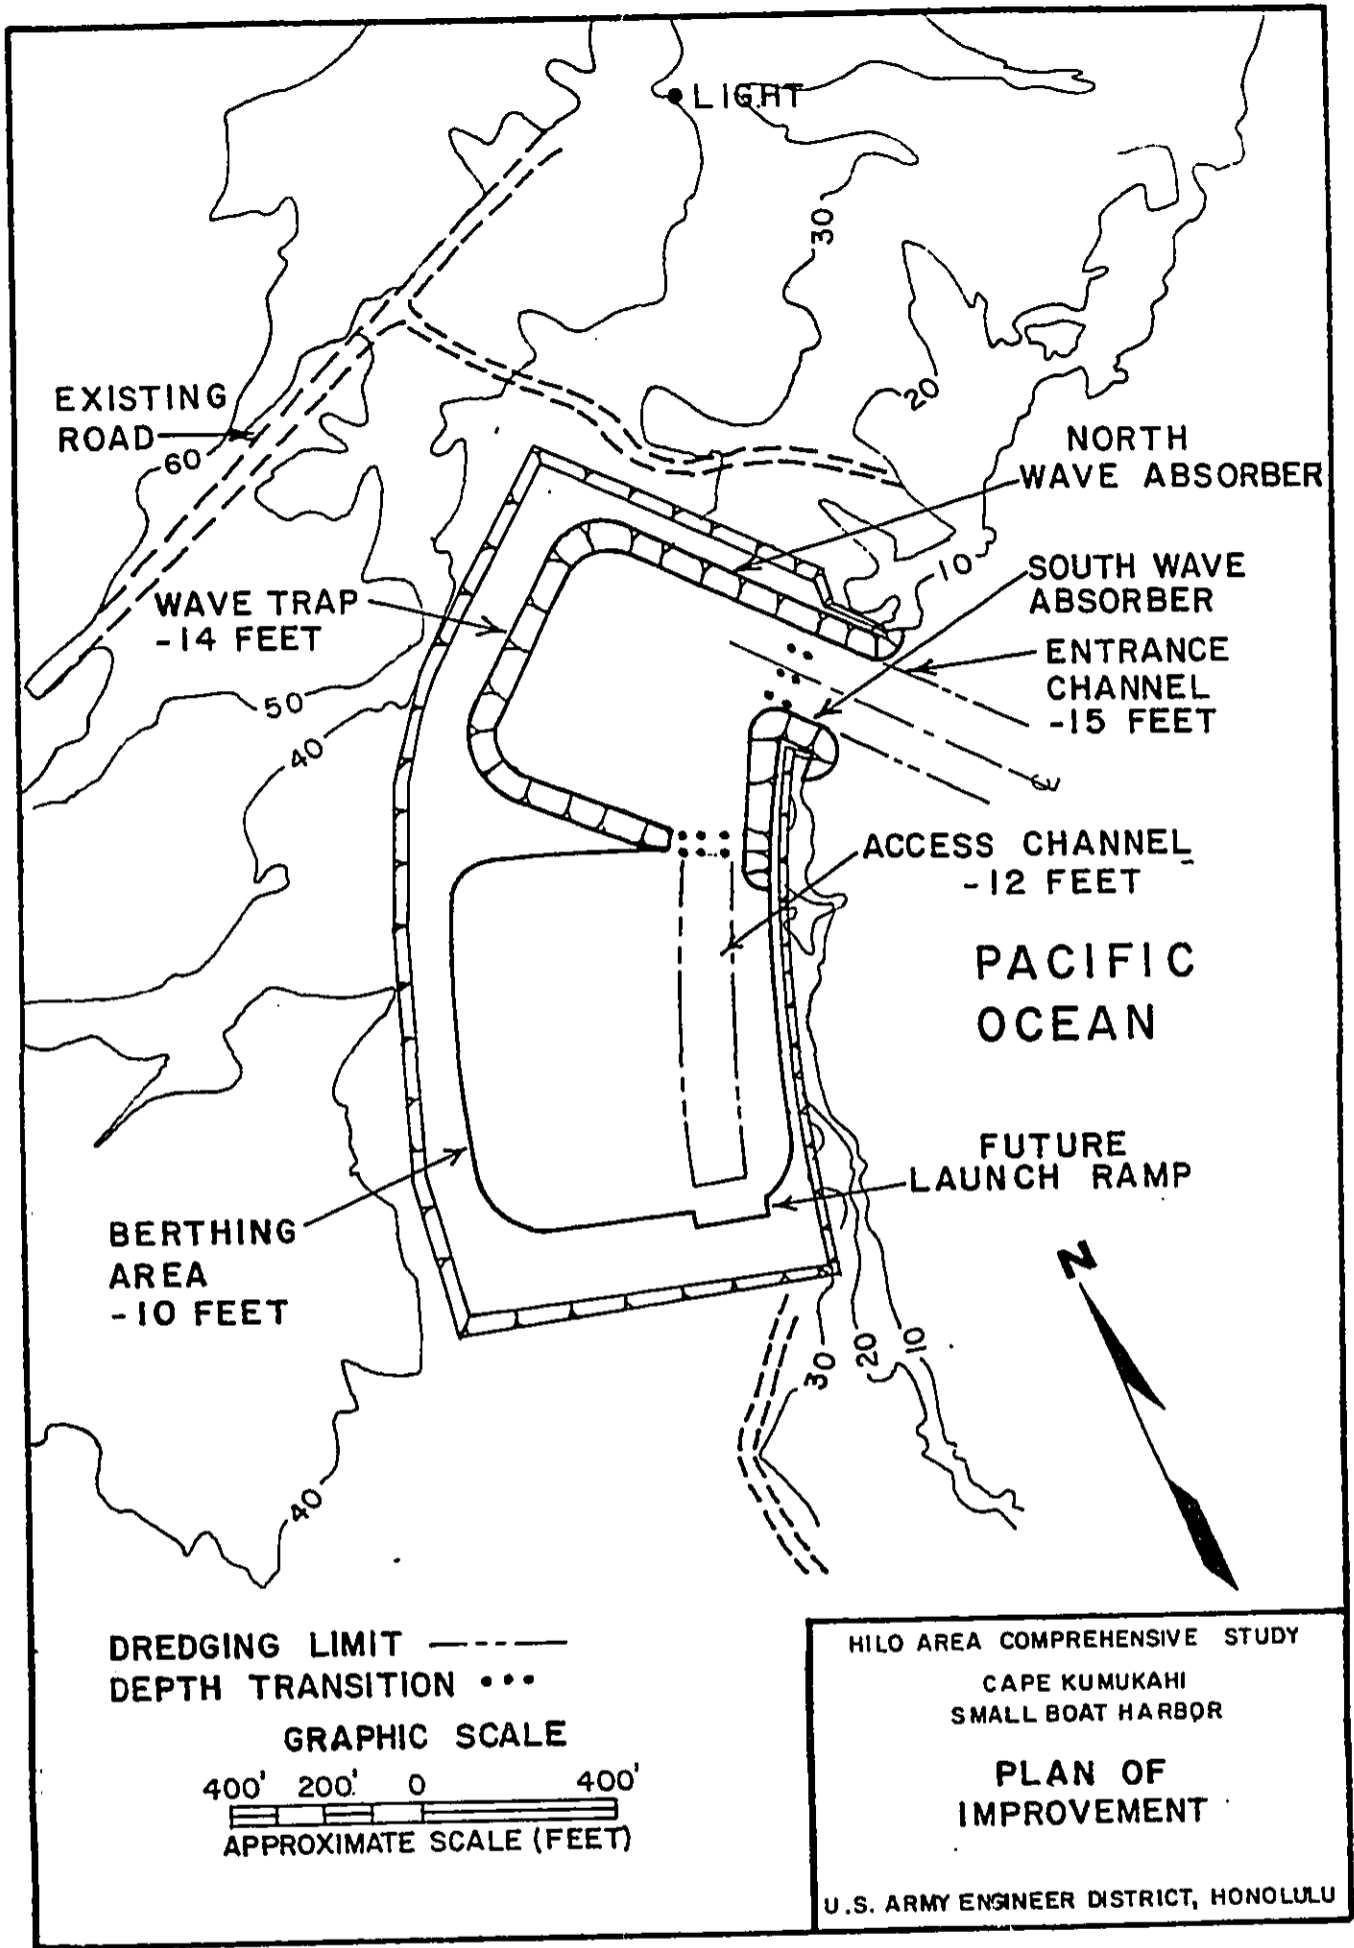 LIGHT
30
EXISTING
ROAD
60
20
NORTH
WAVE ABSORBER
10
SOUTH WAVE
ABSORBER
WAVE TRAP
-14 FEET
ENTRANCE
CHANNEL
-15 FEET
50
40
ACCESS CHANNEL
-12 FEET
PACIFIC
OCEAN
FUTURE
LAUNCH RAMP
BERTHING
AREA
-10 FEET
N
30
20
10
40
DREDGING LIMIT
DEPTH TRANSITION
GRAPHIC SCALE
400' 200' 0 400'
APPROXIMATE SCALE (FEET)
HILO AREA COMPREHENSIVE STUDY
CAPE KUMUKAHI
SMALL BOAT HARBOR
PLAN OF
IMPROVEMENT
U.S. ARMY ENGINEER DISTRICT, HONOLULU